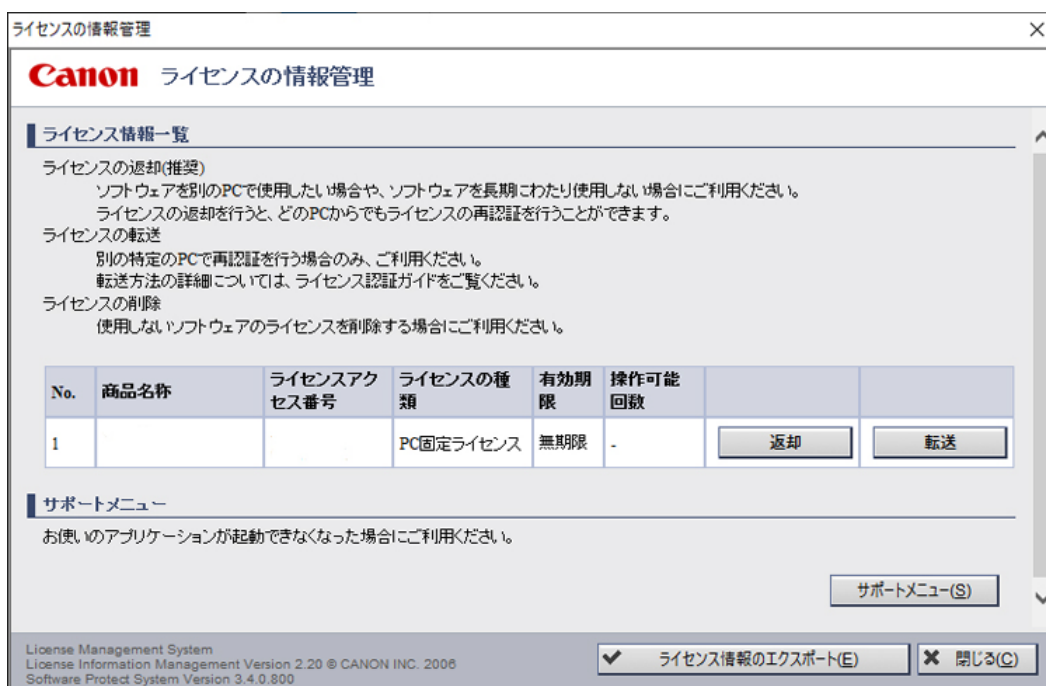 ライセンスの情報管理
Canon ライセンスの情報管理
ライセンス情報一覧
ライセンスの返却(推奨)
ソフトウェアを別のPCで使用したい場合や、ソフトウェアを長期にわたり使用しない場合にご利用ください。
ライセンスの返却を行うと、どのPCからでもライセンスの再認証を行うことができます。
ライセンスの転送
別の特定のPCで再認証を行う場合のみ、ご利用ください。
転送方法の詳細については、ライセンス認証ガイドをご覧ください。
ライセンスの削除
使用しないソフトウェアのライセンスを削除する場合にご利用ください。
No. 商品名称 ライセンスアクセス番号 ライセンスの種類 有効期限 操作可能回数
1 PC固定ライセンス 無期限 - 返却 転送
サポートメニュー
お使いのアプリケーションが起動できなくなった場合にご利用ください。
サポートメニュー(S)
License Management System
License Information Management Version 2.20 © CANON INC. 2006
Software Protect System Version 3.4.0.800
ライセンス情報のエクスポート(E) 閉じる(C)